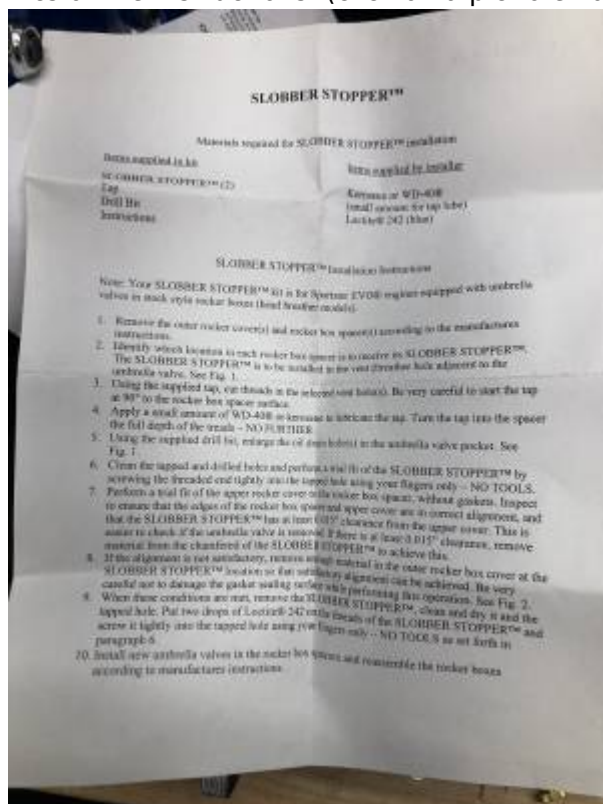 SLOBBER STOPPER™
Materials required for SLOBBER STOPPER™ installation
Items supplied in kit
Items supplied by installer
SLOBBER STOPPER™ (2)
Tap
Drill Bit
Instructions
Kerosene or WD-40®
(small amount for tap lube)
Loctite® 242 (blue)
SLOBBER STOPPER™ Installation Instructions
Note: Your SLOBBER STOPPER™ kit is for Sportster EVO® engines equipped with umbrella
valves in stock style rocker boxes (head breather models).
1. Remove the outer rocker cover(s) and rocker box spacer(s) according to the manufactures
instructions.
2. Identify which location in each rocker box spacer is to receive its SLOBBER STOPPER™.
The SLOBBER STOPPER™ is to be installed in the vent/breather hole adjacent to the
umbrella valve. See Fig. 1.
3. Using the supplied tap, cut threads in the selected vent hole(s). Be very careful to start the tap
at 90° to the rocker box spacer surface.
4. Apply a small amount of WD-40® or kerosene to lubricate the tap. Turn the tap into the spacer
the full depth of the treads – NO FURTHER.
5. Using the supplied drill bit, enlarge the oil drain hole(s) in the umbrella valve pocket. See
Fig. 1.
6. Clean the tapped and drilled holes and perform a trial fit of the SLOBBER STOPPER™ by
screwing the threaded end tightly into the tapped hole using your fingers only – NO TOOLS.
7. Perform a trial fit of the upper rocker cover to the rocker box spacer, without gaskets. Inspect
to ensure that the edges of the rocker box spacer and upper cover are in correct alignment, and
that the SLOBBER STOPPER™ has at least 0.015" clearance from the upper cover. This is
easier to check if the umbrella valve is removed. If there is at least 0.015" clearance, remove
material from the chamfered of the SLOBBER STOPPER™ to achieve this.
8. If the alignment is not satisfactory, remove enough material in the outer rocker box cover at the
SLOBBER STOPPER™ location so that satisfactory alignment can be achieved. Be very
careful not to damage the gasket sealing surface while performing this operation. See Fig. 2.
9. When these conditions are met, remove the SLOBBER STOPPER™, clean and dry it and the
tapped hole. Put two drops of Loctite® 242 on the threads of the SLOBBER STOPPER™ and
screw it tightly into the tapped hole using your fingers only – NO TOOLS as set forth in
paragraph 6.
10. Install new umbrella valves in the rocker box spacers and reassemble the rocker boxes
according to manufactures instructions.